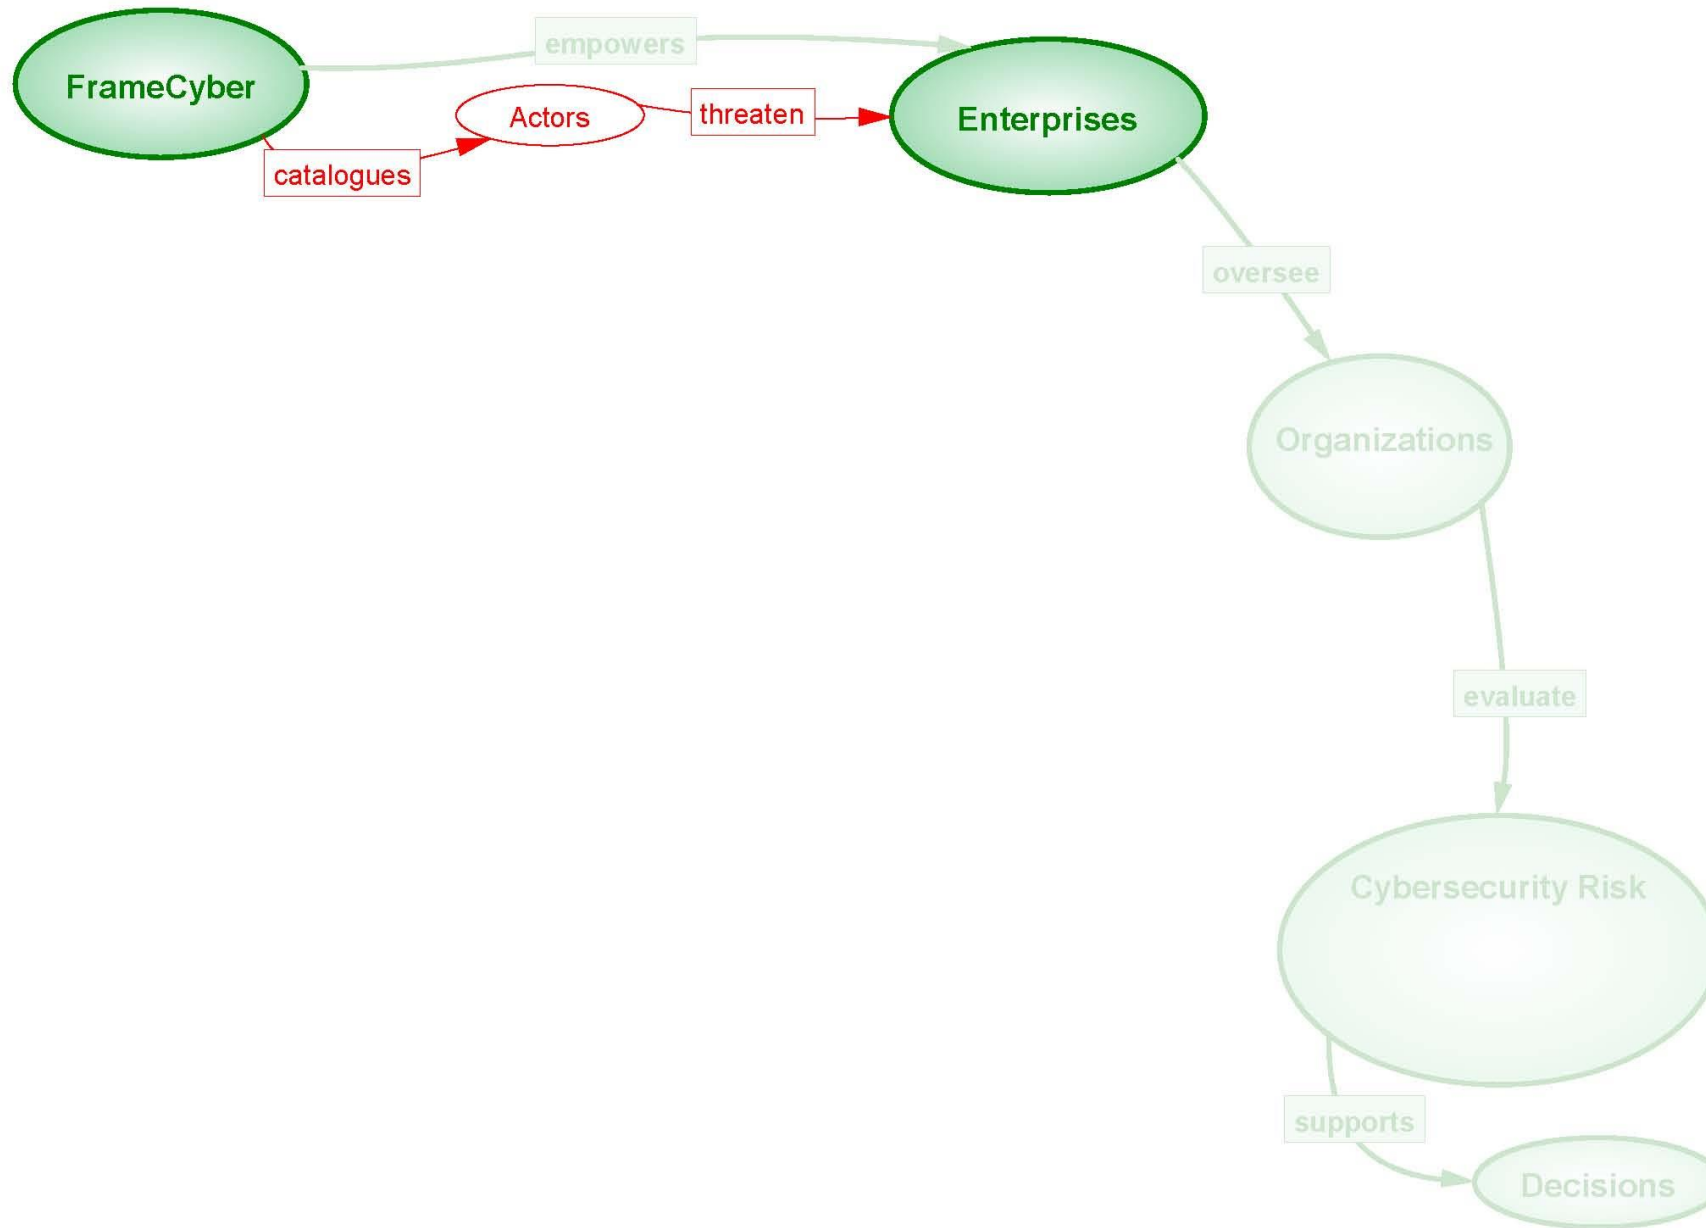 FrameCyber
empowers
Enterprises
Actors
threaten
catalogues
oversee
Organizations
evaluate
Cybersecurity Risk
supports
Decisions